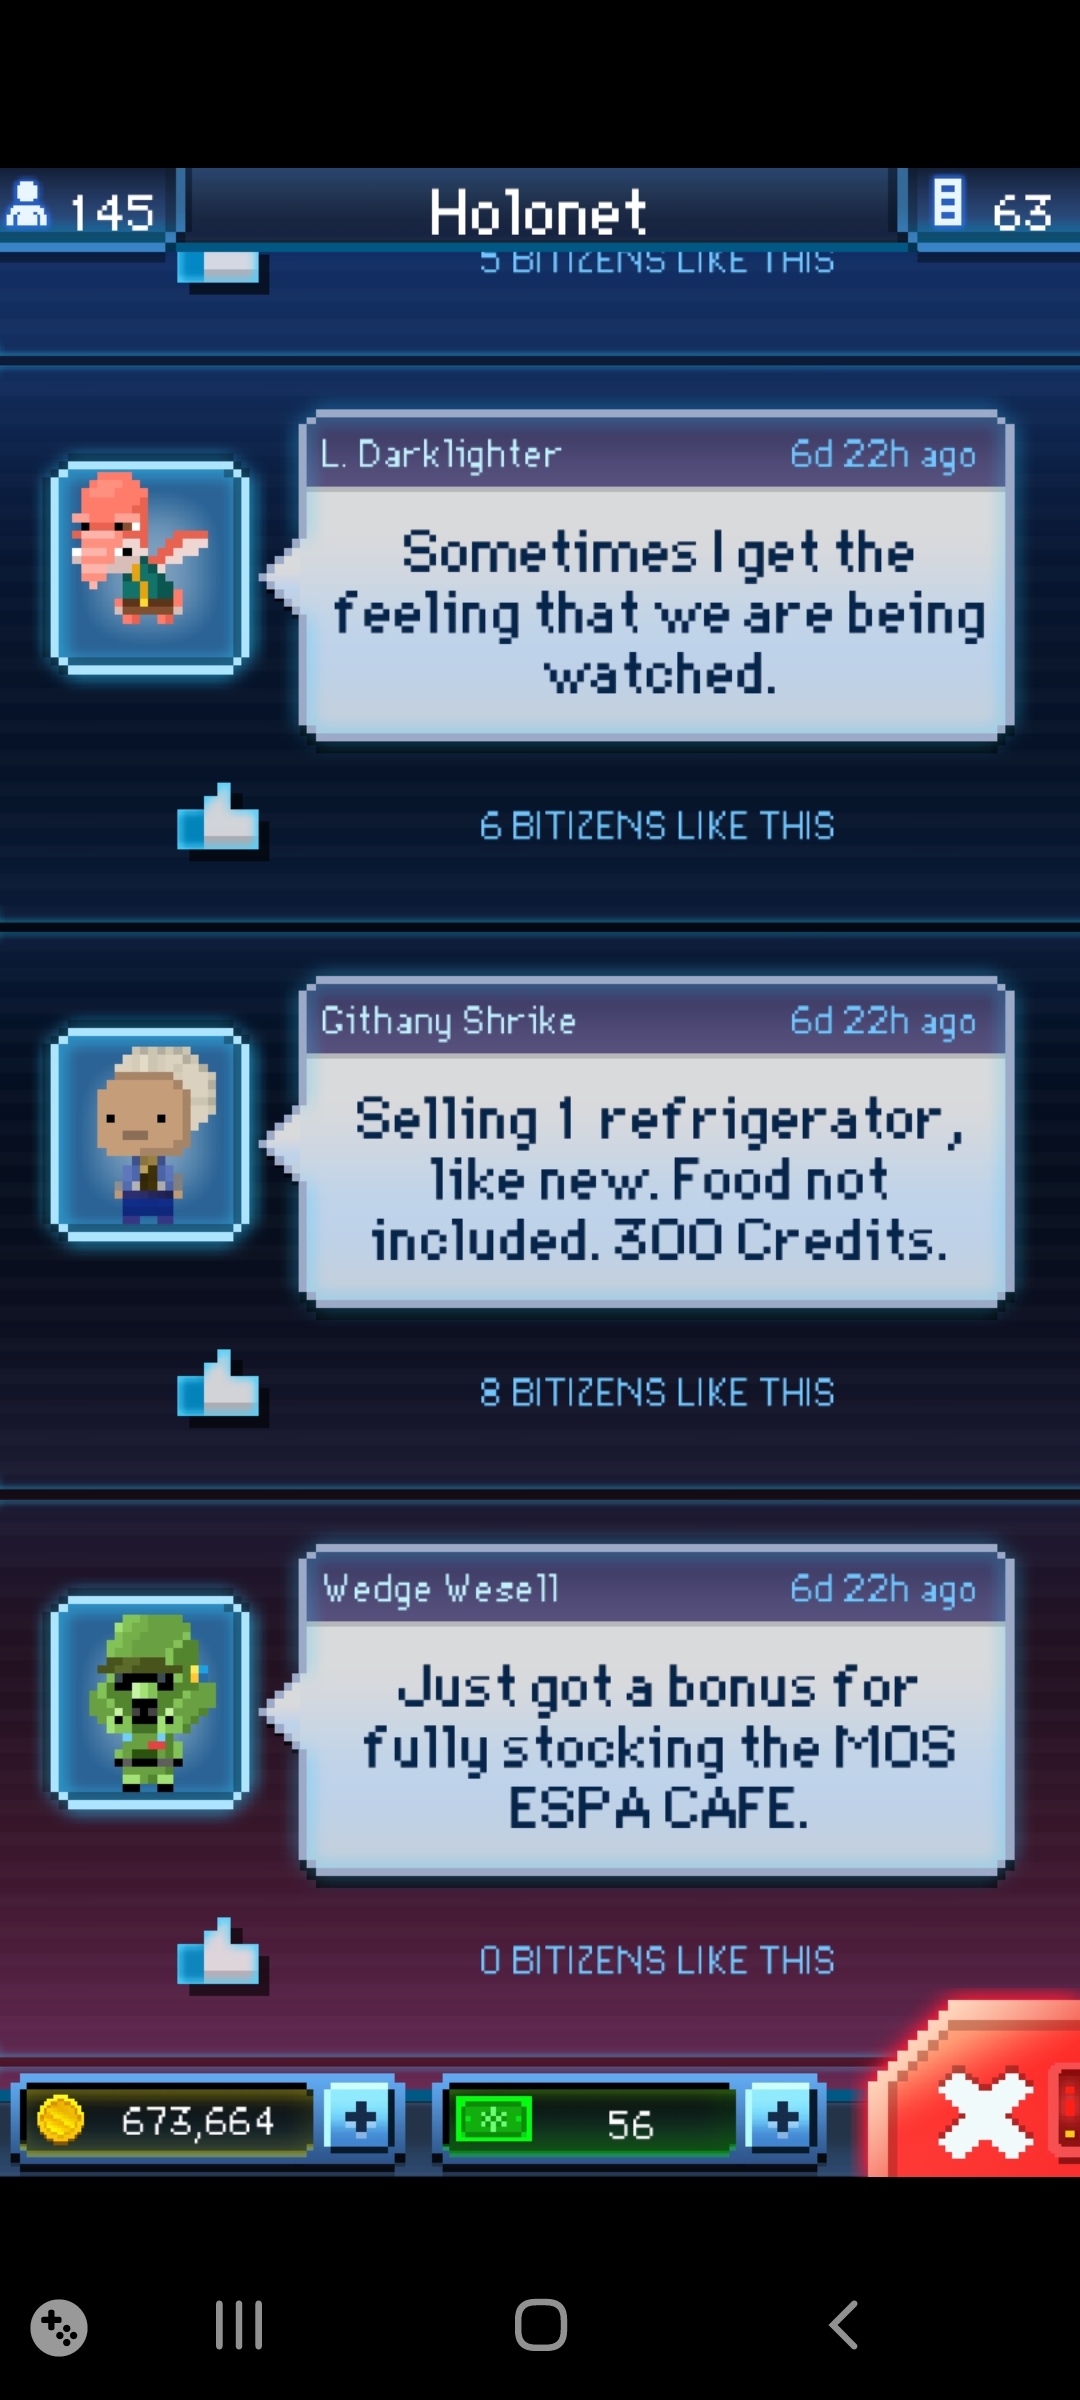 145
Holonet
63
5 BITIZENS LIKE THIS
L. Darklighter
6d 22h ago
Sometimes I get the
feeling that we are being
watched.
6 BITIZENS LIKE THIS
Githany Shrike
6d 22h ago
Selling 1 refrigerator,
like new. Food not
included. 300 Credits.
8 BITIZENS LIKE THIS
Wedge Wesell
6d 22h ago
Just got a bonus for
fully stocking the MOS
ESPA CAFE.
0 BITIZENS LIKE THIS
673,664
56